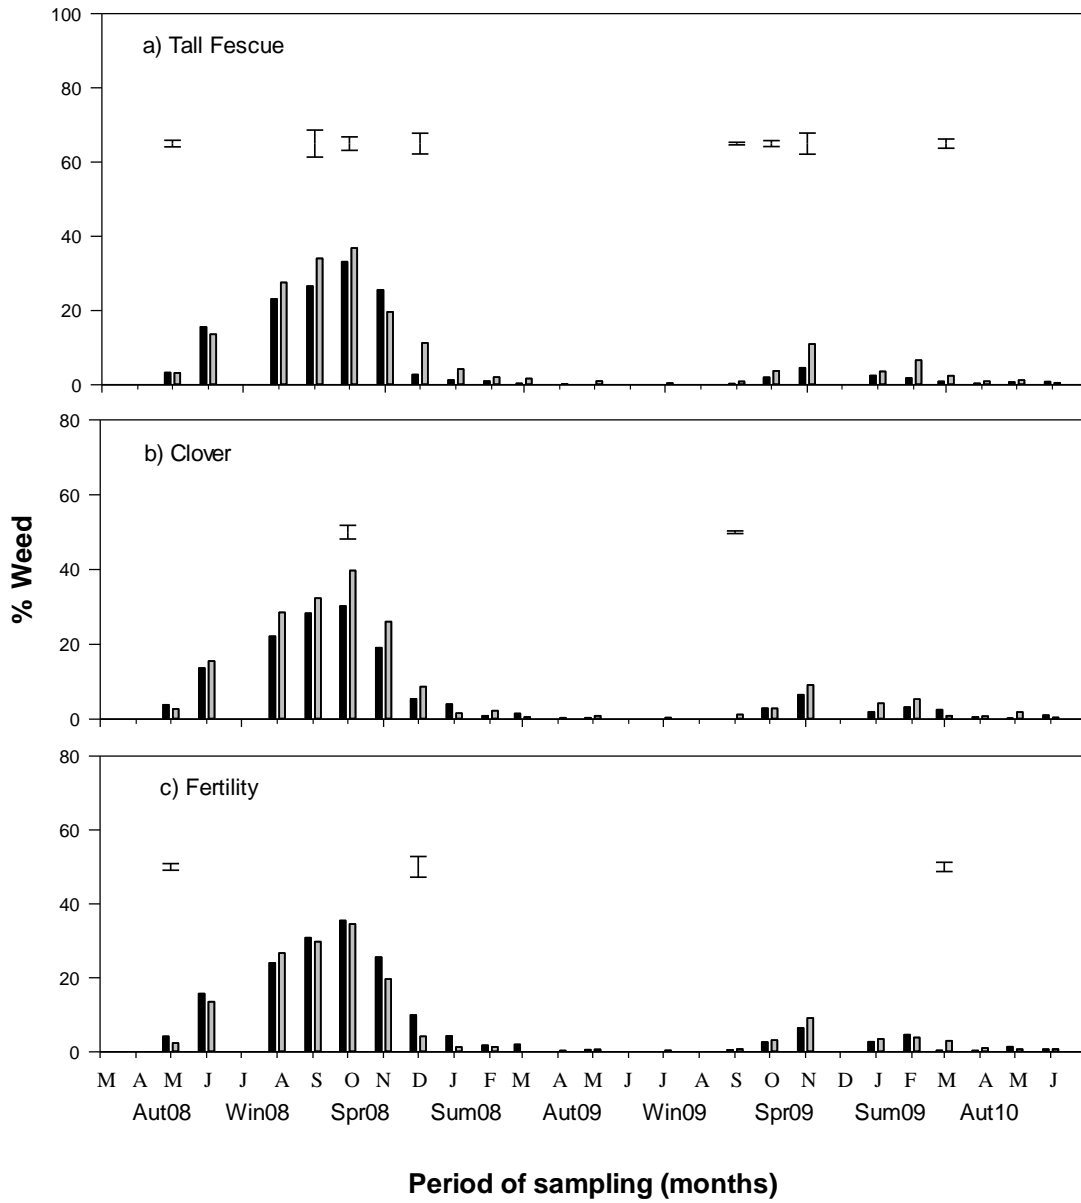 100
a) Tall Fescue
80
60
40
20
0
80
b) Clover
60
40
20
0
% Weed
80
c) Fertility
60
40
20
0
M A M J J A S O N D J F M A M J J A S O N D J F M A M J
Aut08 Win08 Spr08 Sum08 Aut09 Win09 Spr09 Sum09 Aut10
Period of sampling (months)